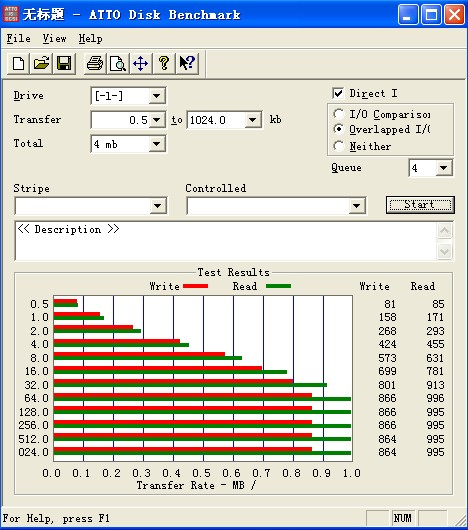 无标题 - ATTO Disk Benchmark
File View Help
Drive [-l-] Direct I
Transfer 0.5 to 1024.0 kb I/O Comparison
Overlapped I/O
Total 4 mb Neither
Queue 4
Stripe Controlled
Start
<< Description >>
Test Results
Write Read Write Read
0.5 81 85
1.0 158 171
2.0 268 293
4.0 424 455
8.0 573 631
16.0 699 781
32.0 801 913
64.0 866 996
128.0 866 995
256.0 866 995
512.0 864 995
024.0 864 995
0.0 0.1 0.2 0.3 0.4 0.5 0.6 0.7 0.8 0.9 1.0
Transfer Rate - MB /
For Help, press F1 NUM